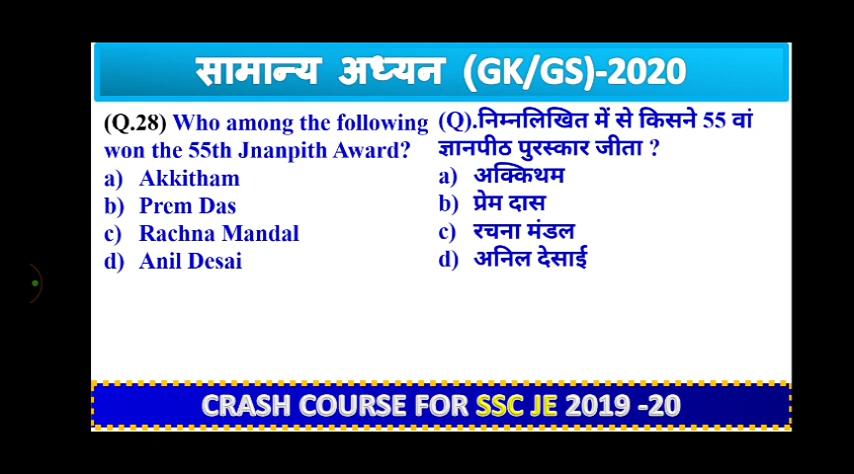 सामान्य अध्यन (GK/GS)-2020
(Q.28) Who among the following
won the 55th Jnanpith Award?
a) Akkitham
b) Prem Das
c) Rachna Mandal
d) Anil Desai
(Q).निम्नलिखित में से किसने 55 वां
ज्ञानपीठ पुरस्कार जीता ?
a) अक्किथम
b) प्रेम दास
c) रचना मंडल
d) अनिल देसाई
CRASH COURSE FOR SSC JE 2019 -20